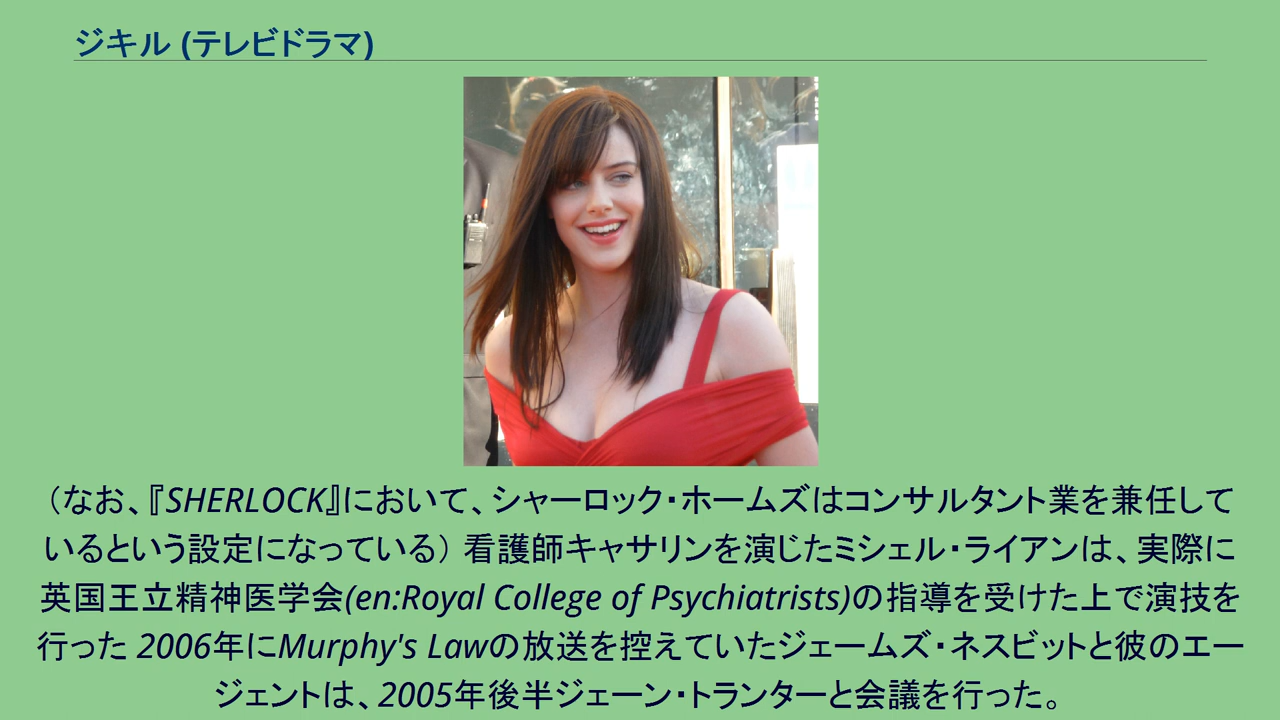 ジキル (テレビドラマ)
（なお、『SHERLOCK』において、シャーロック・ホームズはコンサルタント業を兼任して
いるという設定になっている） 看護師キャサリンを演じたミシェル・ライアンは、実際に
英国王立精神医学会(en:Royal College of Psychiatrists)の指導を受けた上で演技を
行った 2006年にMurphy's Lawの放送を控えていたジェームズ・ネスビットと彼のエー
ジェントは、2005年後半ジェーン・トランターと会議を行った。